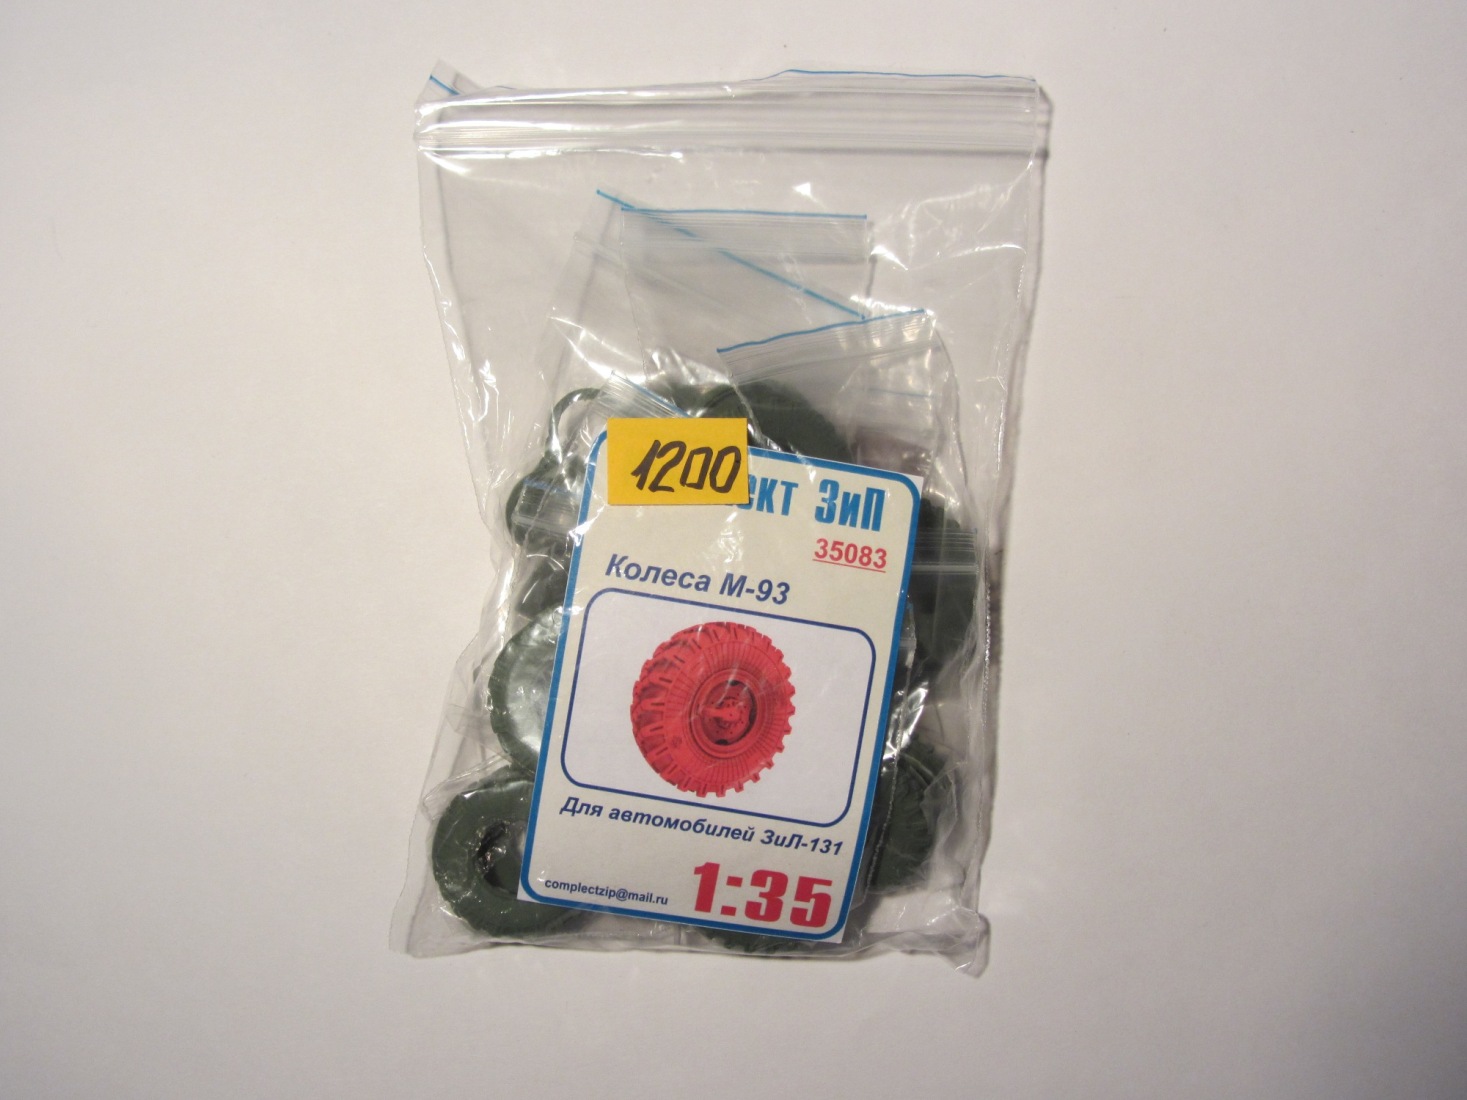 1200
ЗиП
35083
Колеса М-93
Для автомобилей ЗиЛ-131
complectzip@mail.ru
1:35